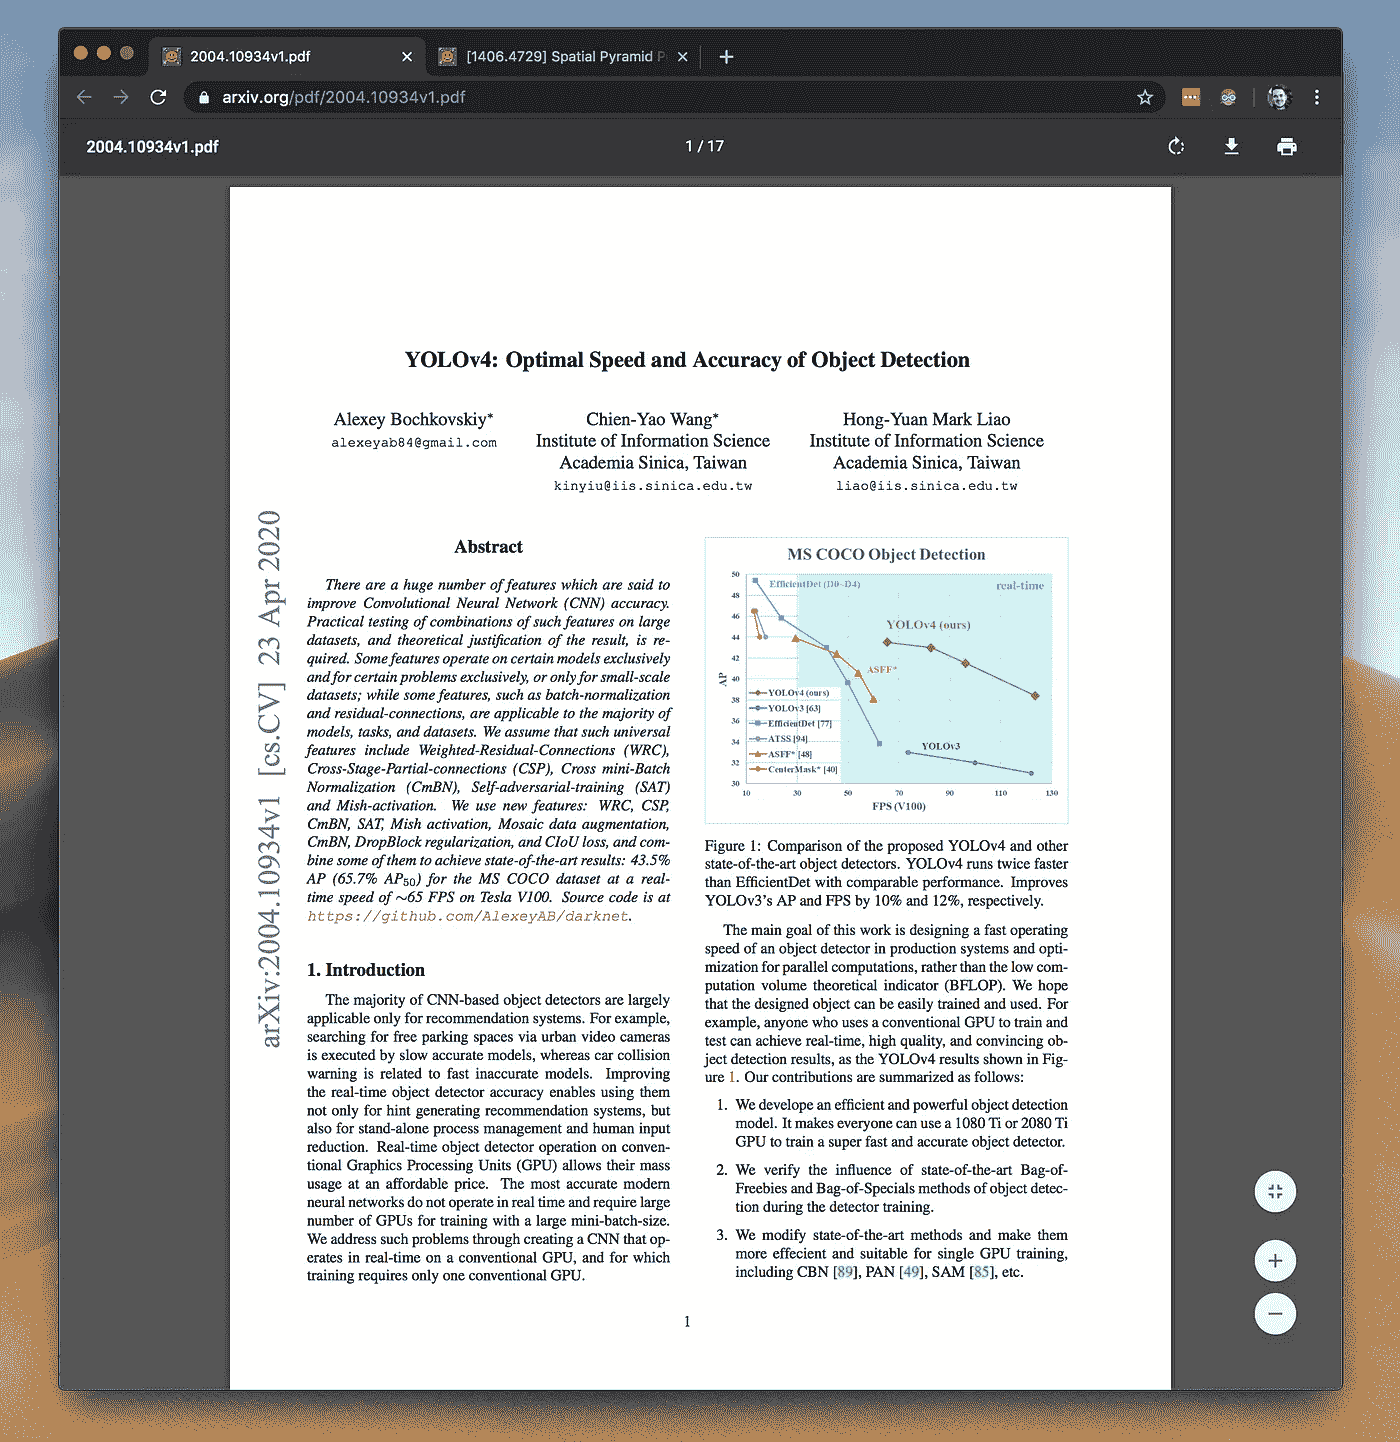 2004.10934v1.pdf
[1406.4729] Spatial Pyramid P
arxiv.org/pdf/2004.10934v1.pdf
2004.10934v1.pdf
1 / 17
YOLOv4: Optimal Speed and Accuracy of Object Detection
Alexey Bochkovskiy*
alexeyab84@gmail.com
Chien-Yao Wang*
Institute of Information Science
Academia Sinica, Taiwan
kinyiu@iis.sinica.edu.tw
Hong-Yuan Mark Liao
Institute of Information Science
Academia Sinica, Taiwan
liao@iis.sinica.edu.tw
arXiv:2004.10934v1 [cs.CV] 23 Apr 2020
Abstract
There are a huge number of features which are said to
improve Convolutional Neural Network (CNN) accuracy.
Practical testing of combinations of such features on large
datasets, and theoretical justification of the result, is re-
quired. Some features operate on certain models exclusively
and for certain problems exclusively, or only for small-scale
datasets; while some features, such as batch-normalization
and residual-connections, are applicable to the majority of
models, tasks, and datasets. We assume that such universal
features include Weighted-Residual-Connections (WRC),
Cross-Stage-Partial-connections (CSP), Cross mini-Batch
Normalization (CmBN), Self-adversarial-training (SAT)
and Mish-activation. We use new features: WRC, CSP,
CmBN, SAT, Mish activation, Mosaic data augmentation,
CmBN, DropBlock regularization, and CIoU loss, and com-
bine some of them to achieve state-of-the-art results: 43.5%
AP (65.7% AP50) for the MS COCO dataset at a real-
time speed of ∼65 FPS on Tesla V100. Source code is at
https://github.com/AlexeyAB/darknet.
1. Introduction
The majority of CNN-based object detectors are largely
applicable only for recommendation systems. For example,
searching for free parking spaces via urban video cameras
is executed by slow accurate models, whereas car collision
warning is related to fast inaccurate models. Improving
the real-time object detector accuracy enables using them
not only for hint generating recommendation systems, but
also for stand-alone process management and human input
reduction. Real-time object detector operation on conven-
tional Graphics Processing Units (GPU) allows their mass
usage at an affordable price. The most accurate modern
neural networks do not operate in real time and require large
number of GPUs for training with a large mini-batch-size.
We address such problems through creating a CNN that op-
erates in real-time on a conventional GPU, and for which
training requires only one conventional GPU.
MS COCO Object Detection
EfficientDet (D0~D4)
real-time
YOLOv4 (ours)
ASFF*
YOLOv3
YOLOv4 (ours)
YOLOv3 [63]
EfficientDet [77]
ATSS [94]
ASFF* [48]
CenterMask* [40]
AP
50
48
46
44
42
40
38
36
34
32
30
10 30 50 70 90 110 130
FPS (V100)
Figure 1: Comparison of the proposed YOLOv4 and other
state-of-the-art object detectors. YOLOv4 runs twice faster
than EfficientDet with comparable performance. Improves
YOLOv3's AP and FPS by 10% and 12%, respectively.
The main goal of this work is designing a fast operating
speed of an object detector in production systems and opti-
mization for parallel computations, rather than the low com-
putation volume theoretical indicator (BFLOP). We hope
that the designed object can be easily trained and used. For
example, anyone who uses a conventional GPU to train and
test can achieve real-time, high quality, and convincing ob-
ject detection results, as the YOLOv4 results shown in Fig-
ure 1. Our contributions are summarized as follows:
1. We develope an efficient and powerful object detection
model. It makes everyone can use a 1080 Ti or 2080 Ti
GPU to train a super fast and accurate object detector.
2. We verify the influence of state-of-the-art Bag-of-
Freebies and Bag-of-Specials methods of object detec-
tion during the detector training.
3. We modify state-of-the-art methods and make them
more effecient and suitable for single GPU training,
including CBN [89], PAN [49], SAM [85], etc.
1